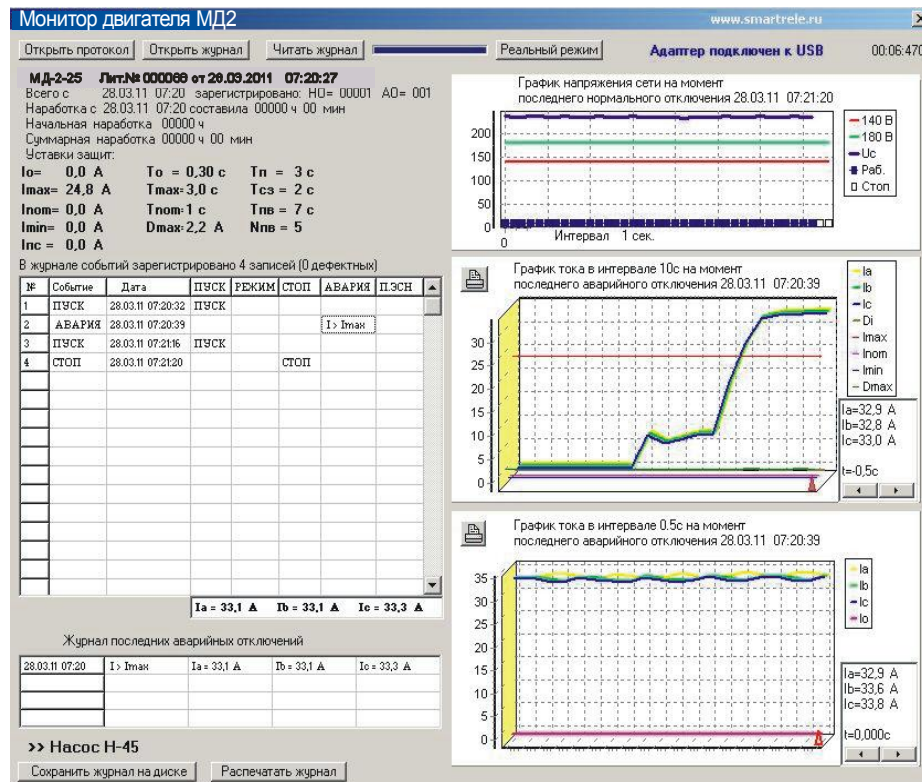 Монитор двигателя МД2
www.smartrele.ru
Открыть протокол Открыть журнал Читать журнал Реальный режим Адаптер подключен к USB 00:06:470
МД-2-25 Лит.№ 000066 от 26.03.2011 07:20:27
Всего с 28.03.11 07:20 зарегистрировано: НО= 00001 АО= 001
Наработка с 28.03.11 07:20 составила 00000 ч 00 мин
Начальная наработка 00000 ч
Суммарная наработка 00000 ч 00 мин
Уставки защит:
Io= 0,0 А To = 0,30 с Тп = 3 с
Imax= 24,8 А Tmax= 3,0 с Тсз = 2 с
Inom= 0,0 А Tnom= 1 с Тпв = 7 с
Imin= 0,0 А Dmax= 2,2 А Nпв = 5
Iпс = 0,0 А
В журнале событий зарегистрировано 4 записей (0 дефектных)
№ Событие Дата ПУСК РЕЖИМ СТОП АВАРИЯ П.ЗСН
1 ПУСК 28.03.11 07:20:32 ПУСК
2 АВАРИЯ 28.03.11 07:20:39 I> Imax
3 ПУСК 28.03.11 07:21:16 ПУСК
4 СТОП 28.03.11 07:21:20 СТОП
Ia = 33,1 А Ib = 33,1 А Ic = 33,3 А
Журнал последних аварийных отключений
28.03.11 07:20 I> Imax Ia = 33,1 А Ib = 33,1 А Ic = 33,3 А
>> Насос Н-45
Сохранить журнал на диске Распечатать журнал
График напряжения сети на момент
последнего нормального отключения 28.03.11 07:21:20
200
150
100
50
0
0
Интервал 1 сек.
140 В
180 В
Uc
Раб.
Стоп
График тока в интервале 10с на момент
последнего аварийного отключения 28.03.11 07:20:39
30
25
20
15
10
5
0
Ia
Ib
Ic
Di
Imax
Inom
Imin
Dmax
Ia=32,9 А
Ib=32,8 А
Ic=33,0 А
t=-0,5с
График тока в интервале 0.5с на момент
последнего аварийного отключения 28.03.11 07:20:39
35
30
25
20
15
10
5
0
Ia
Ib
Ic
Io
Ia=32,9 А
Ib=33,6 А
Ic=33,8 А
t=0,000с